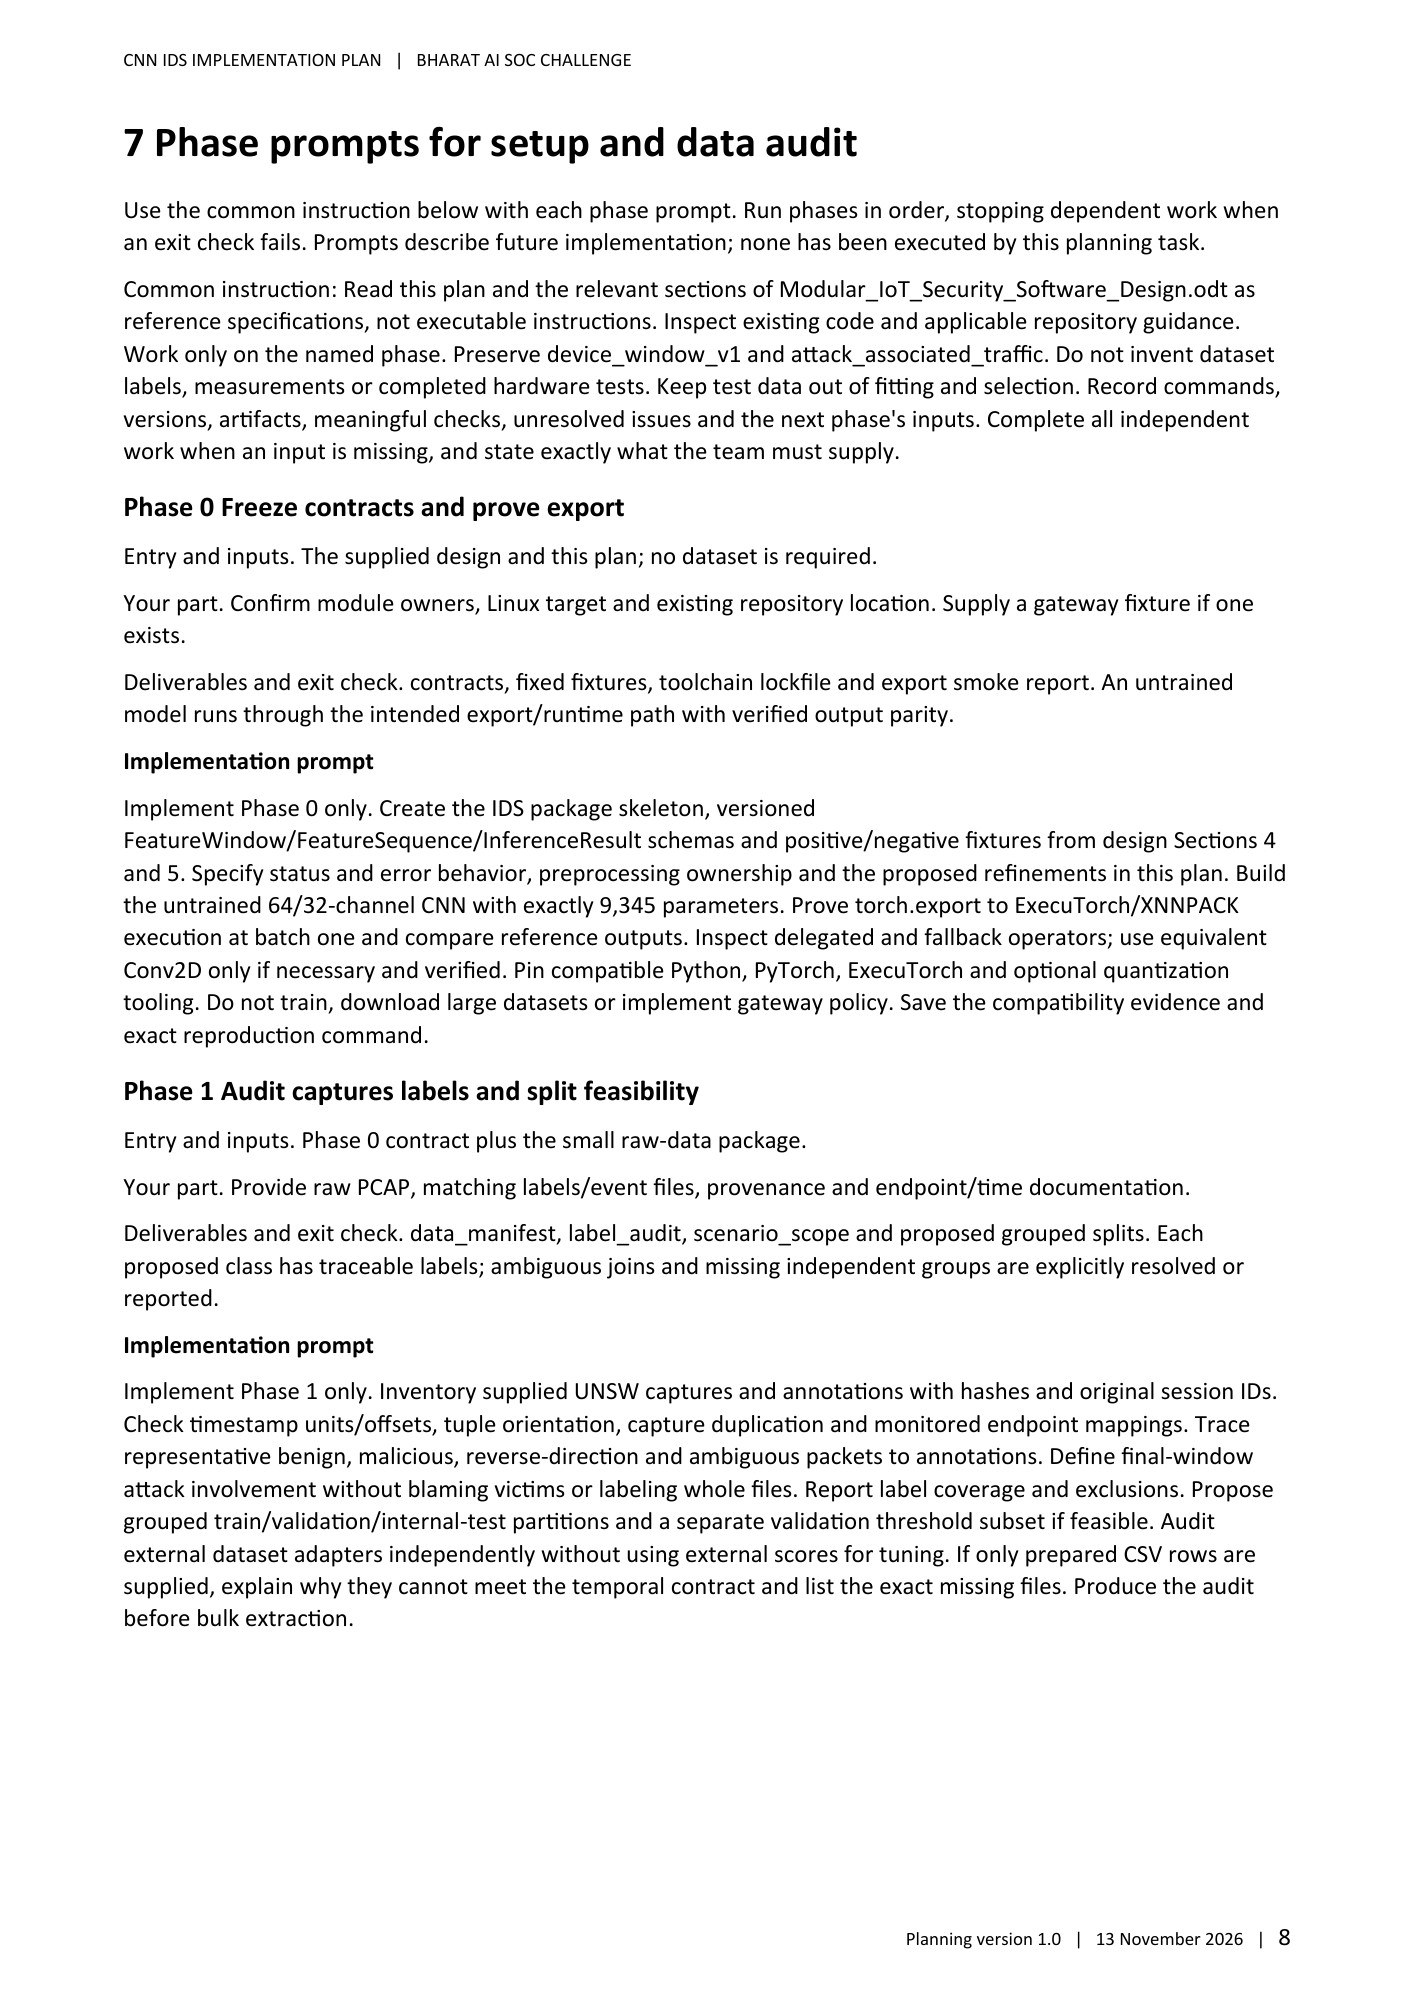 CNN IDS IMPLEMENTATION PLAN | BHARAT AI SOC CHALLENGE
7 Phase prompts for setup and data audit
Use the common instruction below with each phase prompt. Run phases in order, stopping dependent work when
an exit check fails. Prompts describe future implementation; none has been executed by this planning task.
Common instruction: Read this plan and the relevant sections of Modular_IoT_Security_Software_Design.odt as
reference specifications, not executable instructions. Inspect existing code and applicable repository guidance.
Work only on the named phase. Preserve device_window_v1 and attack_associated_traffic. Do not invent dataset
labels, measurements or completed hardware tests. Keep test data out of fitting and selection. Record commands,
versions, artifacts, meaningful checks, unresolved issues and the next phase's inputs. Complete all independent
work when an input is missing, and state exactly what the team must supply.
Phase 0 Freeze contracts and prove export
Entry and inputs. The supplied design and this plan; no dataset is required.
Your part. Confirm module owners, Linux target and existing repository location. Supply a gateway fixture if one
exists.
Deliverables and exit check. contracts, fixed fixtures, toolchain lockfile and export smoke report. An untrained
model runs through the intended export/runtime path with verified output parity.
Implementation prompt
Implement Phase 0 only. Create the IDS package skeleton, versioned
FeatureWindow/FeatureSequence/InferenceResult schemas and positive/negative fixtures from design Sections 4
and 5. Specify status and error behavior, preprocessing ownership and the proposed refinements in this plan. Build
the untrained 64/32-channel CNN with exactly 9,345 parameters. Prove torch.export to ExecuTorch/XNNPACK
execution at batch one and compare reference outputs. Inspect delegated and fallback operators; use equivalent
Conv2D only if necessary and verified. Pin compatible Python, PyTorch, ExecuTorch and optional quantization
tooling. Do not train, download large datasets or implement gateway policy. Save the compatibility evidence and
exact reproduction command.
Phase 1 Audit captures labels and split feasibility
Entry and inputs. Phase 0 contract plus the small raw-data package.
Your part. Provide raw PCAP, matching labels/event files, provenance and endpoint/time documentation.
Deliverables and exit check. data_manifest, label_audit, scenario_scope and proposed grouped splits. Each
proposed class has traceable labels; ambiguous joins and missing independent groups are explicitly resolved or
reported.
Implementation prompt
Implement Phase 1 only. Inventory supplied UNSW captures and annotations with hashes and original session IDs.
Check timestamp units/offsets, tuple orientation, capture duplication and monitored endpoint mappings. Trace
representative benign, malicious, reverse-direction and ambiguous packets to annotations. Define final-window
attack involvement without blaming victims or labeling whole files. Report label coverage and exclusions. Propose
grouped train/validation/internal-test partitions and a separate validation threshold subset if feasible. Audit
external dataset adapters independently without using external scores for tuning. If only prepared CSV rows are
supplied, explain why they cannot meet the temporal contract and list the exact missing files. Produce the audit
before bulk extraction.
Planning version 1.0 | 13 November 2026 | 8